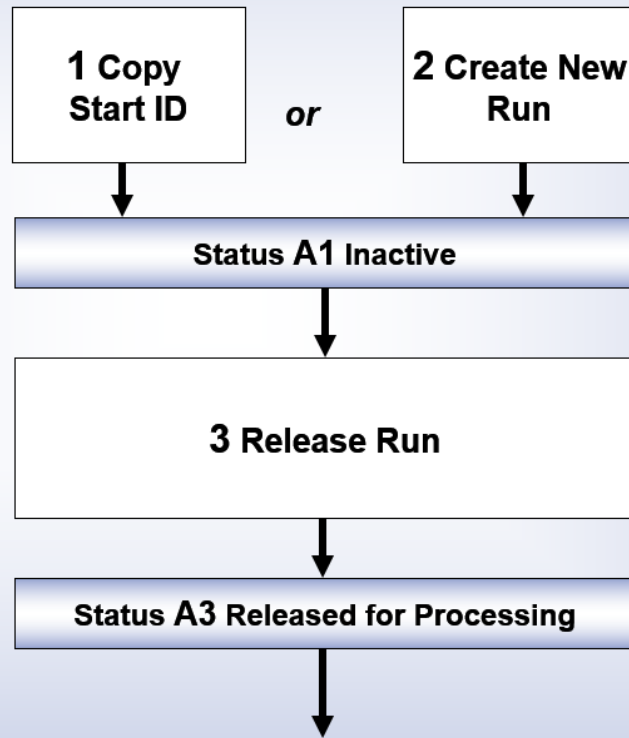 1 Copy
Start ID
or
2 Create New
Run
Status A1 Inactive
3 Release Run
Status A3 Released for Processing